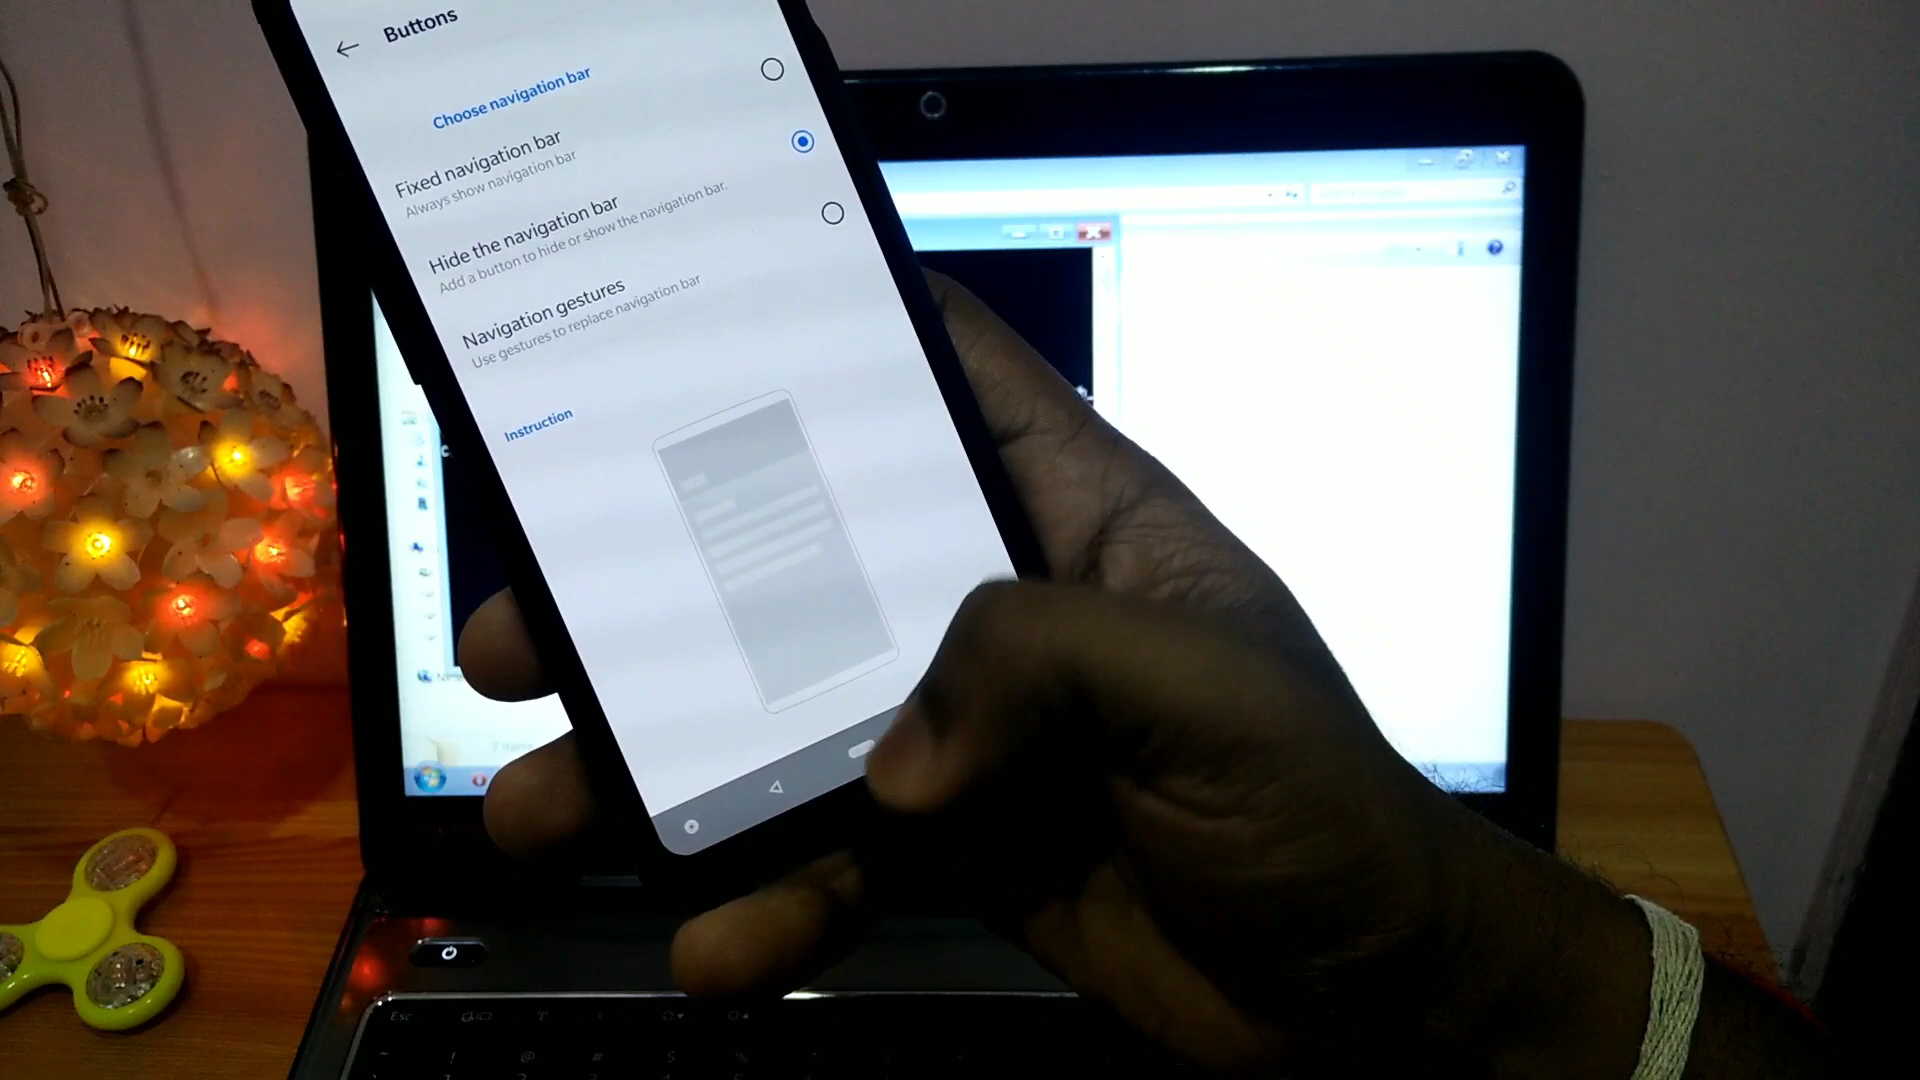 Buttons
Choose navigation bar
Fixed navigation bar
Always show navigation bar
Hide the navigation bar
Add a button to hide or show the navigation bar.
Navigation gestures
Use gestures to replace navigation bar
Instruction
Esc